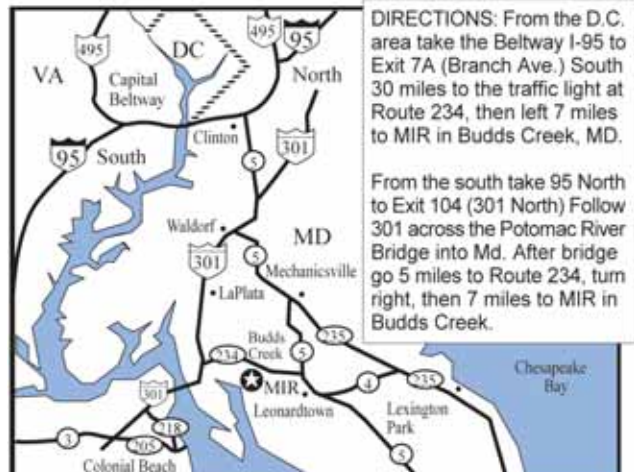 495
DC
495
95
VA
Capital
Beltway
North
Clinton
95
South
5
301
Waldorf
MD
301
5
Mechanicsville
LaPlata
Budds
Creek
234
5
235
MIR
Leonardtown
4
235
Lexington
Park
Chesapeake
Bay
301
218
3
205
Colonial Beach
5
DIRECTIONS: From the D.C.
area take the Beltway I-95 to
Exit 7A (Branch Ave.) South
30 miles to the traffic light at
Route 234, then left 7 miles
to MIR in Budds Creek, MD.
From the south take 95 North
to Exit 104 (301 North) Follow
301 across the Potomac River
Bridge into Md. After bridge
go 5 miles to Route 234, turn
right, then 7 miles to MIR in
Budds Creek.